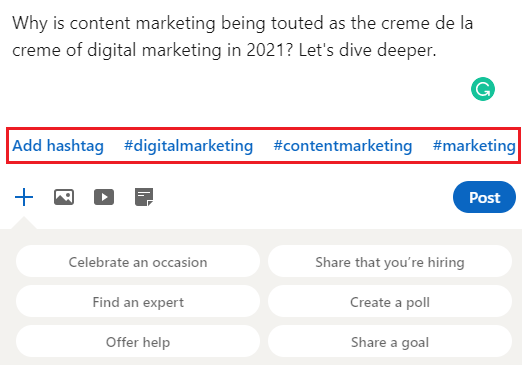 Why is content marketing being touted as the creme de la
creme of digital marketing in 2021? Let's dive deeper.
Add hashtag #digitalmarketing #contentmarketing #marketing
Post
Celebrate an occasion Share that you're hiring
Find an expert Create a poll
Offer help Share a goal